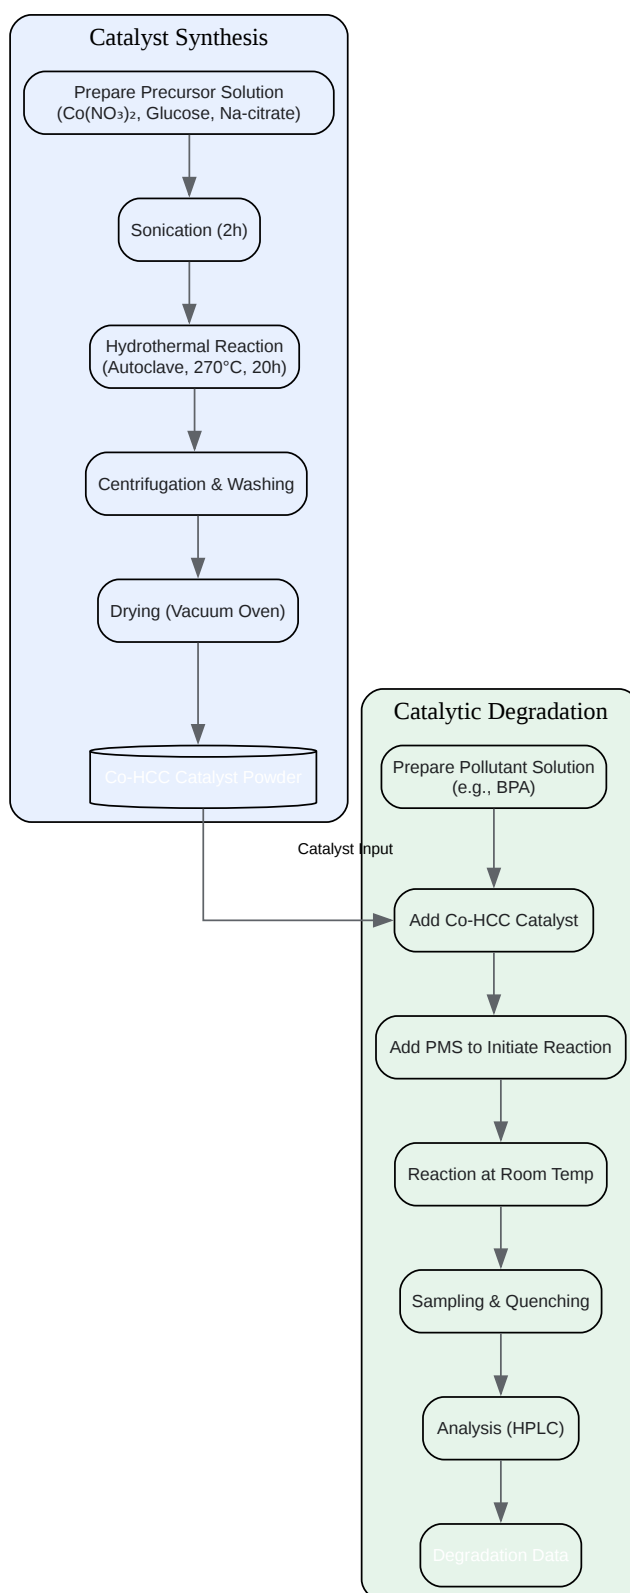 Catalyst Synthesis
Prepare Precursor Solution
(Co(NO₃)₂, Glucose, Na-citrate)
Sonication (2h)
Hydrothermal Reaction
(Autoclave, 270°C, 20h)
Centrifugation & Washing
Drying (Vacuum Oven)
Co-HCC Catalyst Powder
Catalytic Degradation
Prepare Pollutant Solution
(e.g., BPA)
Catalyst Input
Add Co-HCC Catalyst
Add PMS to Initiate Reaction
Reaction at Room Temp
Sampling & Quenching
Analysis (HPLC)
Degradation Data